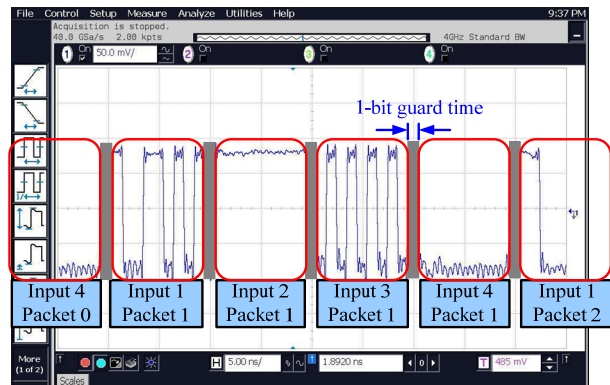 File Control Setup Measure Analyze Utilities Help 9:37 PM
Acquisition is stopped.
40.0 GSa/s 2.00 kpts
4GHz Standard BW
1 On 50.0 mV/ 2 On 3 On 4 On
1-bit guard time
Input 4 Packet 0
Input 1 Packet 1
Input 2 Packet 1
Input 3 Packet 1
Input 4 Packet 1
Input 1 Packet 2
More
(1 of 2)
H 5.00 ns/ 1.8920 ns 0 T 485 mV
Scales